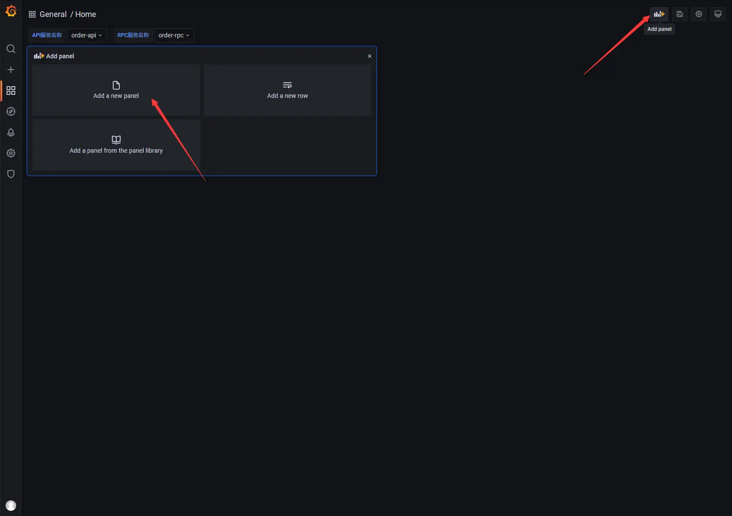 General / Home
Add panel
API服务名称 order-api RPC服务名称 order-rpc
Add panel
Add a new panel
Add a new row
Add a panel from the panel library